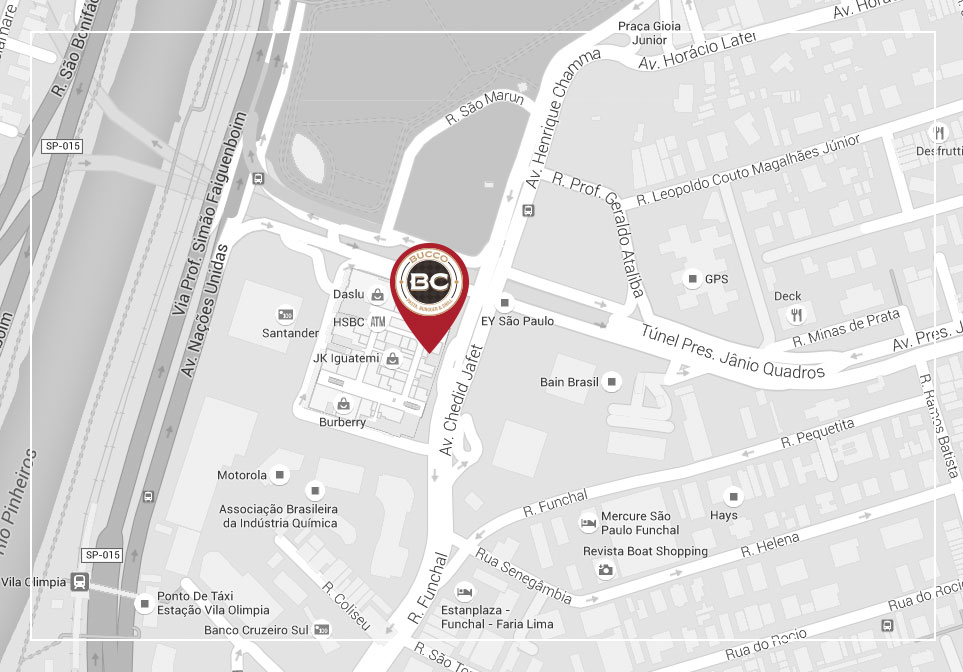 Praça Gioia
Junior
Av. Horácio Lafer
R. São Bonifácio
SP-015
R. São Marun
Av. Henrique Chamma
Via Prof. Simão Faiguenboim
Av. Nações Unidas
R. Prof. Geraldo Ataliba
R. Leopoldo Couto Magalhães Júnior
Desfrutti
BUCCO
BC
Daslu
HSBC ATM
JK Iguatemi
Burberry
Santander
EY São Paulo
GPS
Deck
R. Minas de Prata
Túnel Pres. Jânio Quadros
Av. Pres.
Av. Chedid Jafet
Bain Brasil
R. Ramos Batista
R. Pequetita
Motorola
Associação Brasileira
da Indústria Química
R. Funchal
Mercure São
Paulo Funchal
Hays
Revista Boat Shopping
R. Helena
Rua Senegâmbia
SP-015
Vila Olimpia
Ponto De Táxi
Estação Vila Olimpia
Banco Cruzeiro Sul
R. Coliseu
R. Funchal
Estanplaza -
Funchal - Faria Lima
Rua do Rocio
Rua do Rocio
R. São To
Pinheiros